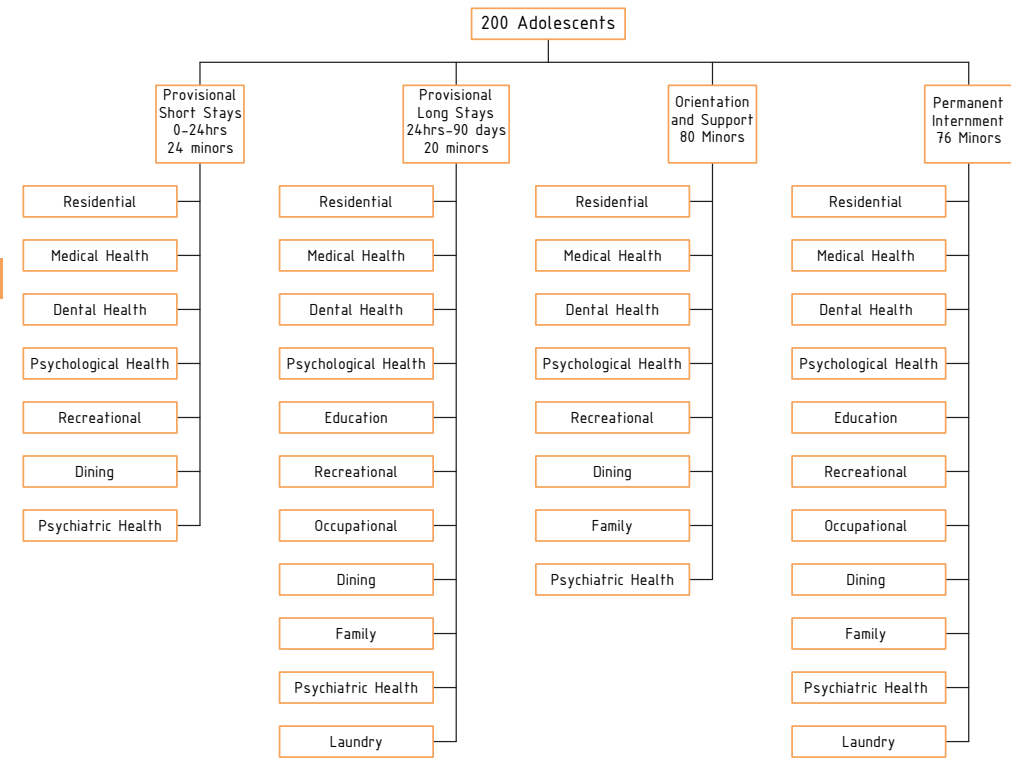 200 Adolescents
Provisional
Short Stays
0-24hrs
24 minors
Residential
Medical Health
Dental Health
Psychological Health
Recreational
Dining
Psychiatric Health
Provisional
Long Stays
24hrs-90 days
20 minors
Residential
Medical Health
Dental Health
Psychological Health
Education
Recreational
Occupational
Dining
Family
Psychiatric Health
Laundry
Orientation
and Support
80 Minors
Residential
Medical Health
Dental Health
Psychological Health
Recreational
Dining
Family
Psychiatric Health
Permanent
Internment
76 Minors
Residential
Medical Health
Dental Health
Psychological Health
Education
Recreational
Occupational
Dining
Family
Psychiatric Health
Laundry